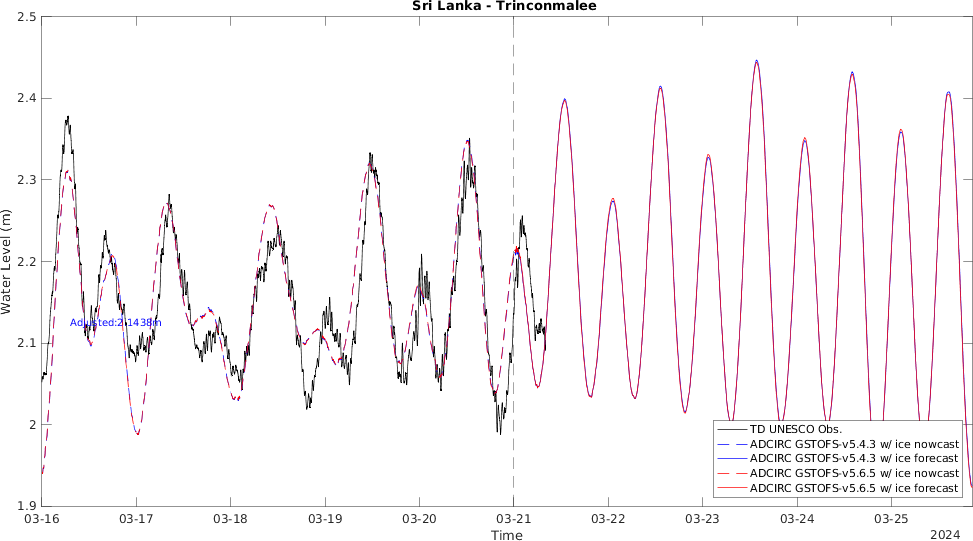 Sri Lanka - Trinconmalee
2.5
2.4
2.3
2.2
2.1
2
1.9
Water Level (m)
Adjusted:2.1438m
TD UNESCO Obs.
ADCIRC GSTOFS-v5.4.3 w/ ice nowcast
ADCIRC GSTOFS-v5.4.3 w/ ice forecast
ADCIRC GSTOFS-v5.6.5 w/ ice nowcast
ADCIRC GSTOFS-v5.6.5 w/ ice forecast
03-16 03-17 03-18 03-19 03-20 03-21 03-22 03-23 03-24 03-25
Time
2024